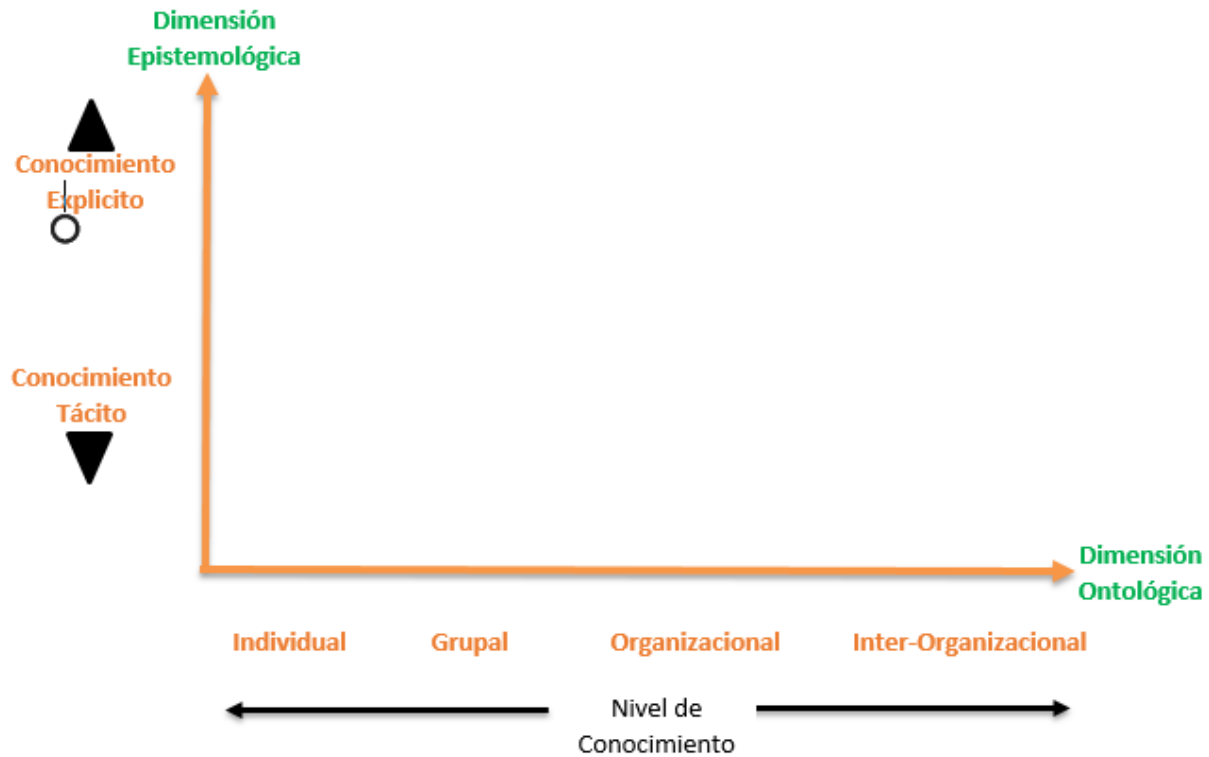 Dimensión
Epistemológica
Conocimiento
Explicito
Conocimiento
Tácito
Dimensión
Ontológica
Individual
Grupal
Organizacional
Inter-Organizacional
Nivel de
Conocimiento